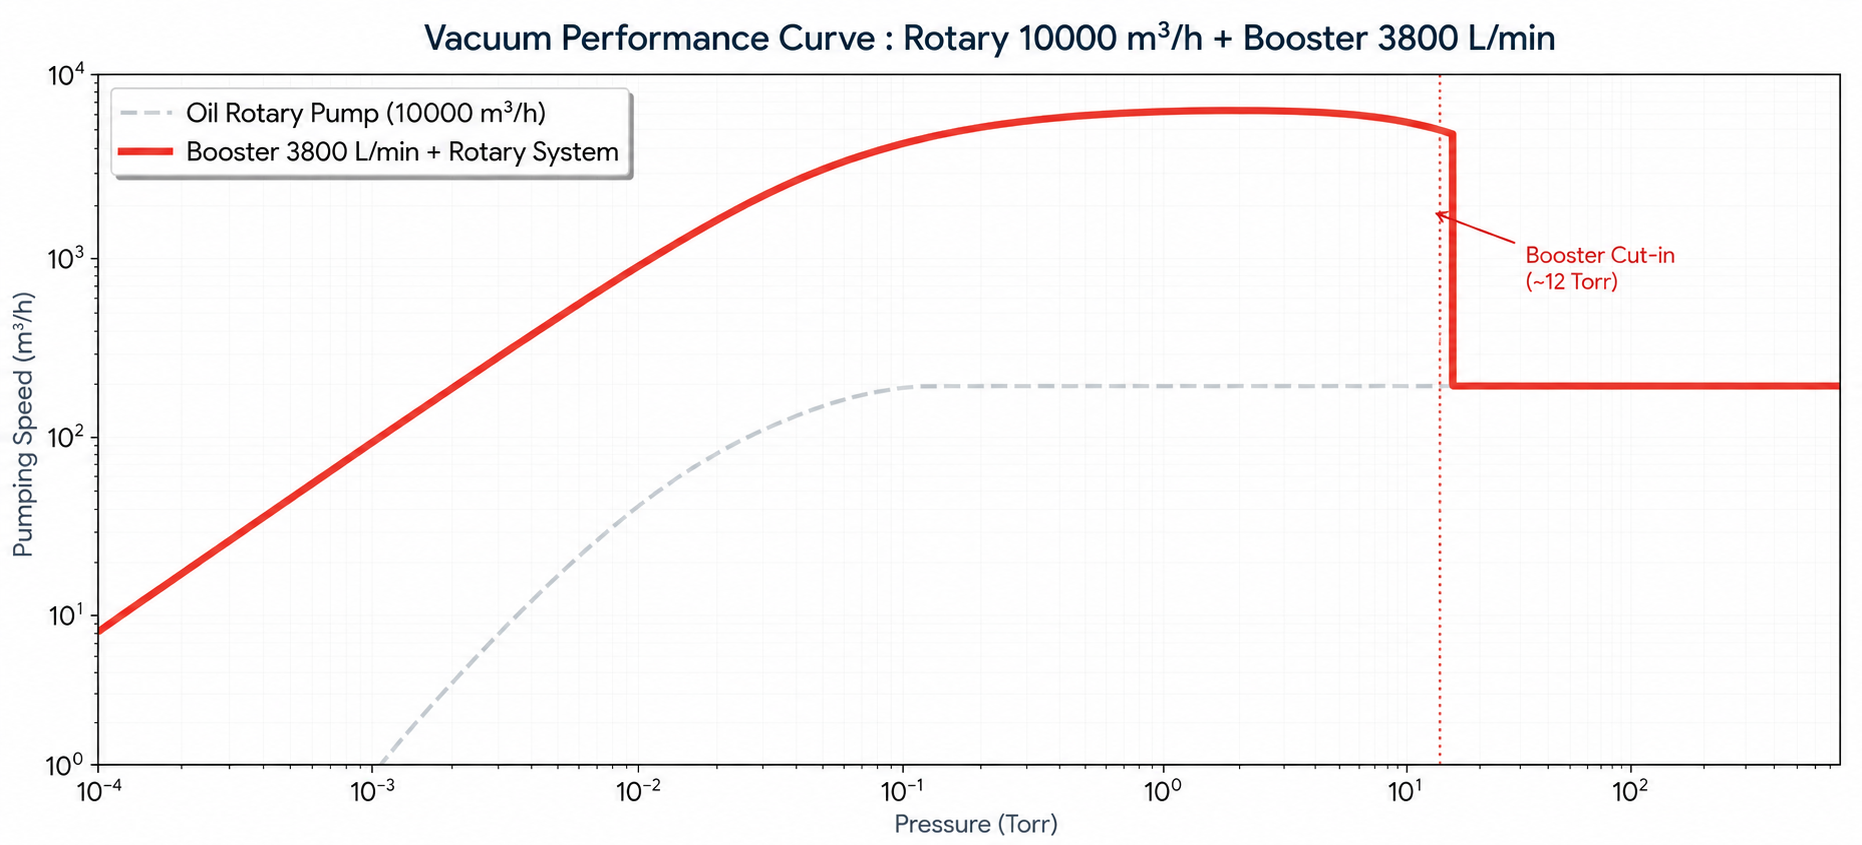 Vacuum Performance Curve : Rotary 10000 m³/h + Booster 3800 L/min
Oil Rotary Pump (10000 m³/h)
Booster 3800 L/min + Rotary System
Booster Cut-in
(~12 Torr)
Pumping Speed (m³/h)
10⁴
10³
10²
10¹
10⁰
10⁻⁴ 10⁻³ 10⁻² 10⁻¹ 10⁰ 10¹ 10²
Pressure (Torr)